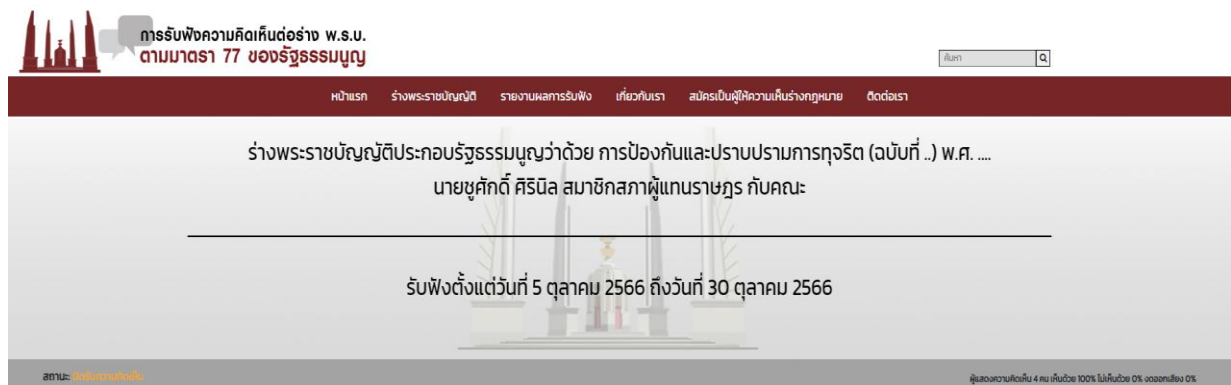 การรับฟังความคิดเห็นต่อร่าง พ.ร.บ.
ตามมาตรา 77 ของรัฐธรรมนูญ
ค้นหา
หน้าแรก ร่างพระราชบัญญัติ รายงานผลการรับฟัง เกี่ยวกับเรา สมัครเป็นผู้ให้ความเห็นร่างกฎหมาย ติดต่อเรา
ร่างพระราชบัญญัติประกอบรัฐธรรมนูญว่าด้วย การป้องกันและปราบปรามการทุจริต (ฉบับที่ ..) พ.ศ. ....
นายชูศักดิ์ ศิรินิล สมาชิกสภาผู้แทนราษฎร กับคณะ
รับฟังตั้งแต่วันที่ 5 ตุลาคม 2566 ถึงวันที่ 30 ตุลาคม 2566
สถานะ: ปิดรับความคิดเห็น
ผู้แสดงความคิดเห็น 4 คน เห็นด้วย 100% ไม่เห็นด้วย 0% งดออกเสียง 0%